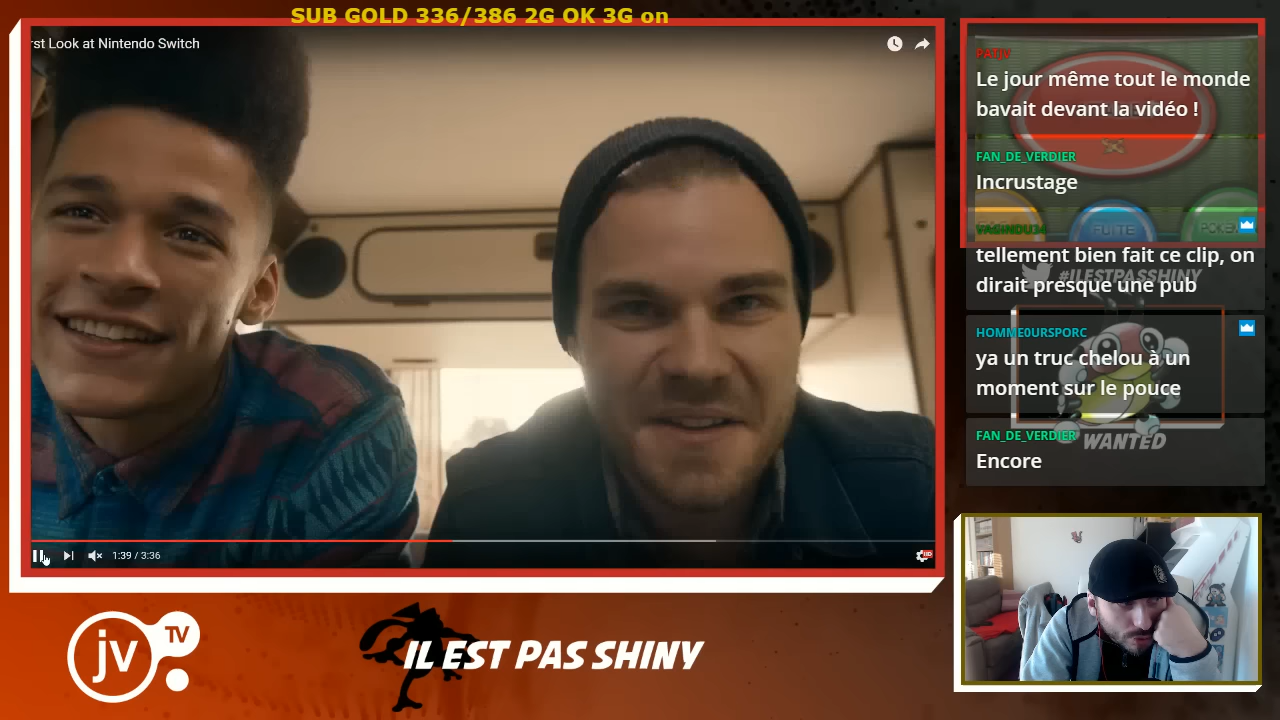 SUB GOLD 336/386 2G OK 3G on
rst Look at Nintendo Switch
1:39 / 3:36
HD
PATJV
Le jour même tout le monde
bavait devant la vidéo !
FAN_DE_VERDIER
Incrustage
FUITE
tellement bien fait ce clip, on
dirait presque une pub
#ILESTPASSHINY
HOMME0URSPORC
ya un truc chelou à un
moment sur le pouce
FAN_DE_VERDIER
Encore
WANTED
jv TV
IL EST PAS SHINY